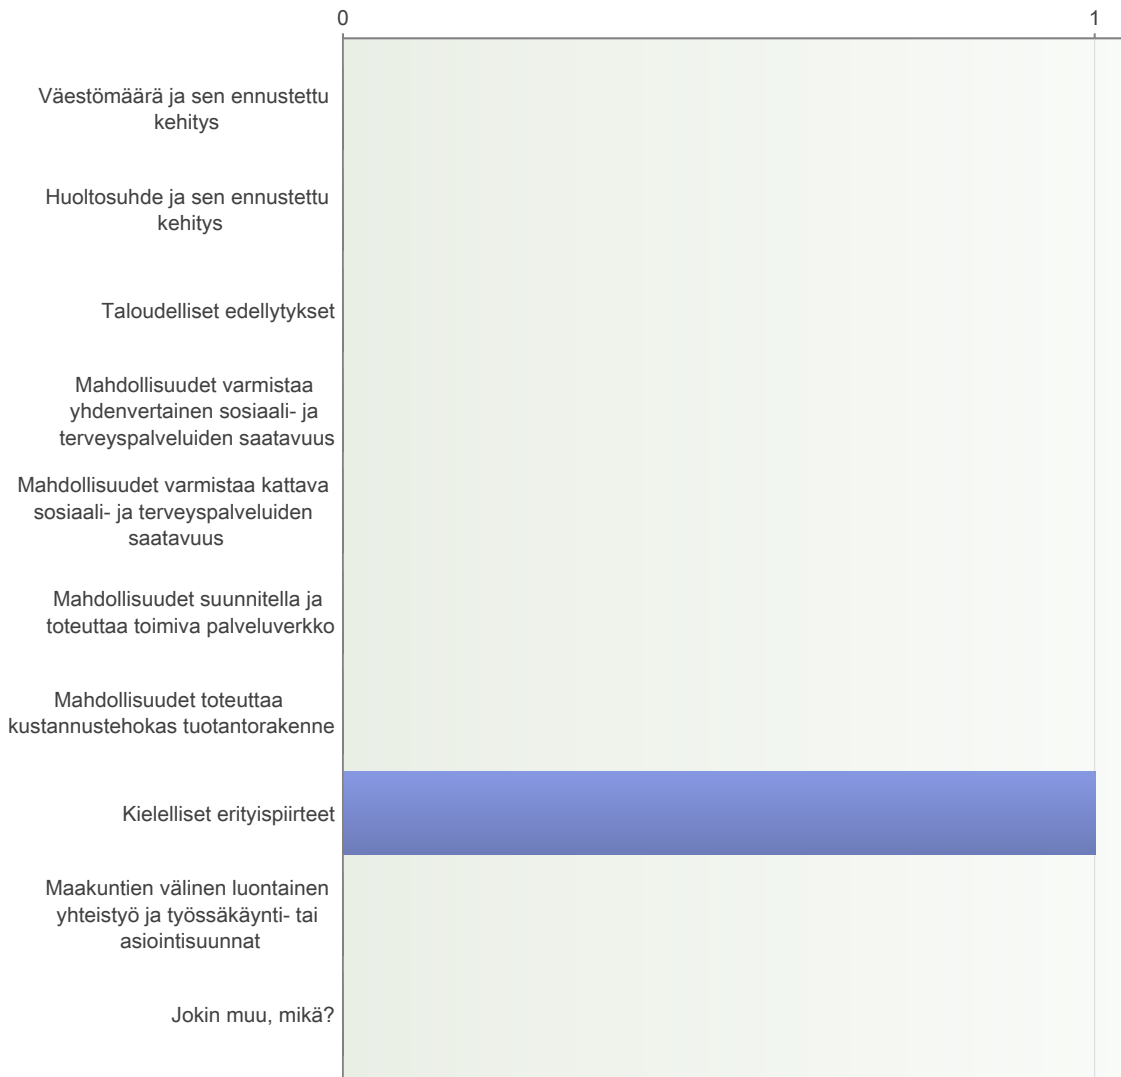 0 1
Väestömäärä ja sen ennustettu
kehitys
Huoltosuhde ja sen ennustettu
kehitys
Taloudelliset edellytykset
Mahdollisuudet varmistaa
yhdenvertainen sosiaali- ja
terveyspalveluiden saatavuus
Mahdollisuudet varmistaa kattava
sosiaali- ja terveyspalveluiden
saatavuus
Mahdollisuudet suunnitella ja
toteuttaa toimiva palveluverkko
Mahdollisuudet toteuttaa
kustannustehokas tuotantorakenne
Kielelliset erityispiirteet
Maakuntien välinen luontainen
yhteistyö ja työssäkäynti- tai
asiointisuunnat
Jokin muu, mikä?